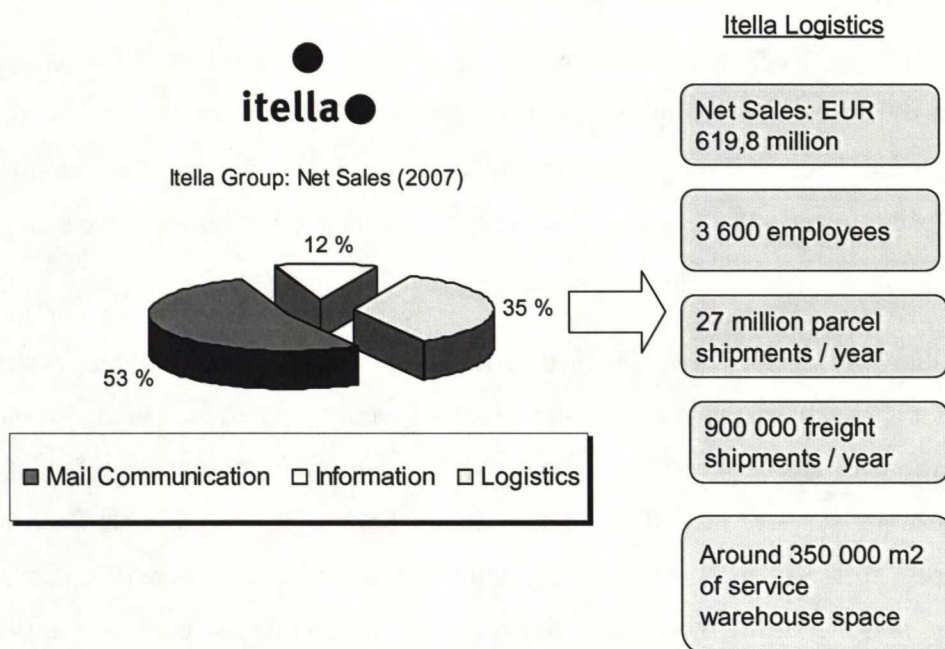 itella
Itella Group: Net Sales (2007)
12 %
35 %
53 %
Mail Communication Information Logistics
Itella Logistics
Net Sales: EUR
619,8 million
3 600 employees
27 million parcel
shipments / year
900 000 freight
shipments / year
Around 350 000 m2
of service
warehouse space